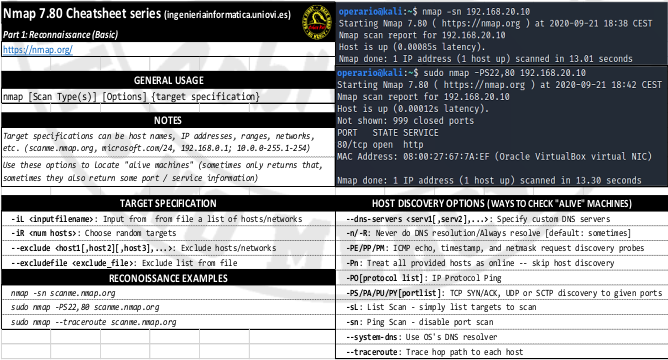 Nmap 7.80 Cheatsheet series (ingenieriainformatica.uniovi.es)
Part 1: Reconnaissance (Basic)
https://nmap.org/
GENERAL USAGE
nmap [Scan Type(s)] [Options] {target specification}
NOTES
Target specifications can be host names, IP addresses, ranges, networks,
etc. (scanme.nmap.org, microsoft.com/24, 192.168.0.1; 10.0.0-255.1-254)
Use these options to Locate "alive machines" (sometimes only returns that,
sometimes they also return some port / service information)
operario@kali:~$ nmap -sn 192.168.20.10
Starting Nmap 7.80 ( https://nmap.org ) at 2020-09-21 18:38 CEST
Nmap scan report for 192.168.20.10
Host is up (0.00085s latency).
Nmap done: 1 IP address (1 host up) scanned in 13.01 seconds
operario@kali:~$ sudo nmap -PS22,80 192.168.20.10
Starting Nmap 7.80 ( https://nmap.org ) at 2020-09-21 18:42 CEST
Nmap scan report for 192.168.20.10
Host is up (0.00012s latency).
Not shown: 999 closed ports
PORT STATE SERVICE
80/tcp open http
MAC Address: 08:00:27:67:7A:EF (Oracle VirtualBox virtual NIC)
Nmap done: 1 IP address (1 host up) scanned in 13.30 seconds
TARGET SPECIFICATION
-iL <inputfilename>: Input from from file a list of hosts/networks
-iR <num hosts>: Choose random targets
--exclude <host1[,host2][,host3],...>: Exclude hosts/networks
--excludefile <exclude_file>: Exclude list from file
RECONOISSANCE EXAMPLES
nmap -sn scanme.nmap.org
sudo nmap -PS22,80 scanme.nmap.org
sudo nmap --traceroute scanme.nmap.org
HOST DISCOVERY OPTIONS ( WAYS TO CHECK "ALIVE" MACHINES)
--dns-servers <serv1[,serv2],...>: Specify custom DNS servers
-n/-R: Never do DNS resolution/Always resolve [default: sometimes]
-PE/PP/PM: ICMP echo, timestamp, and netmask request discovery probes
-Pn: Treat all provided hosts as online -- skip host discovery
-PO[protocol list]: IP Protocol Ping
-PS/PA/PU/PY[portlist]: TCP SYN/ACK, UDP or SCTP discovery to given ports
-sL: List Scan - simply list targets to scan
-sn: Ping Scan - disable port scan
--system-dns: Use OS's DNS resolver
--traceroute: Trace hop path to each host